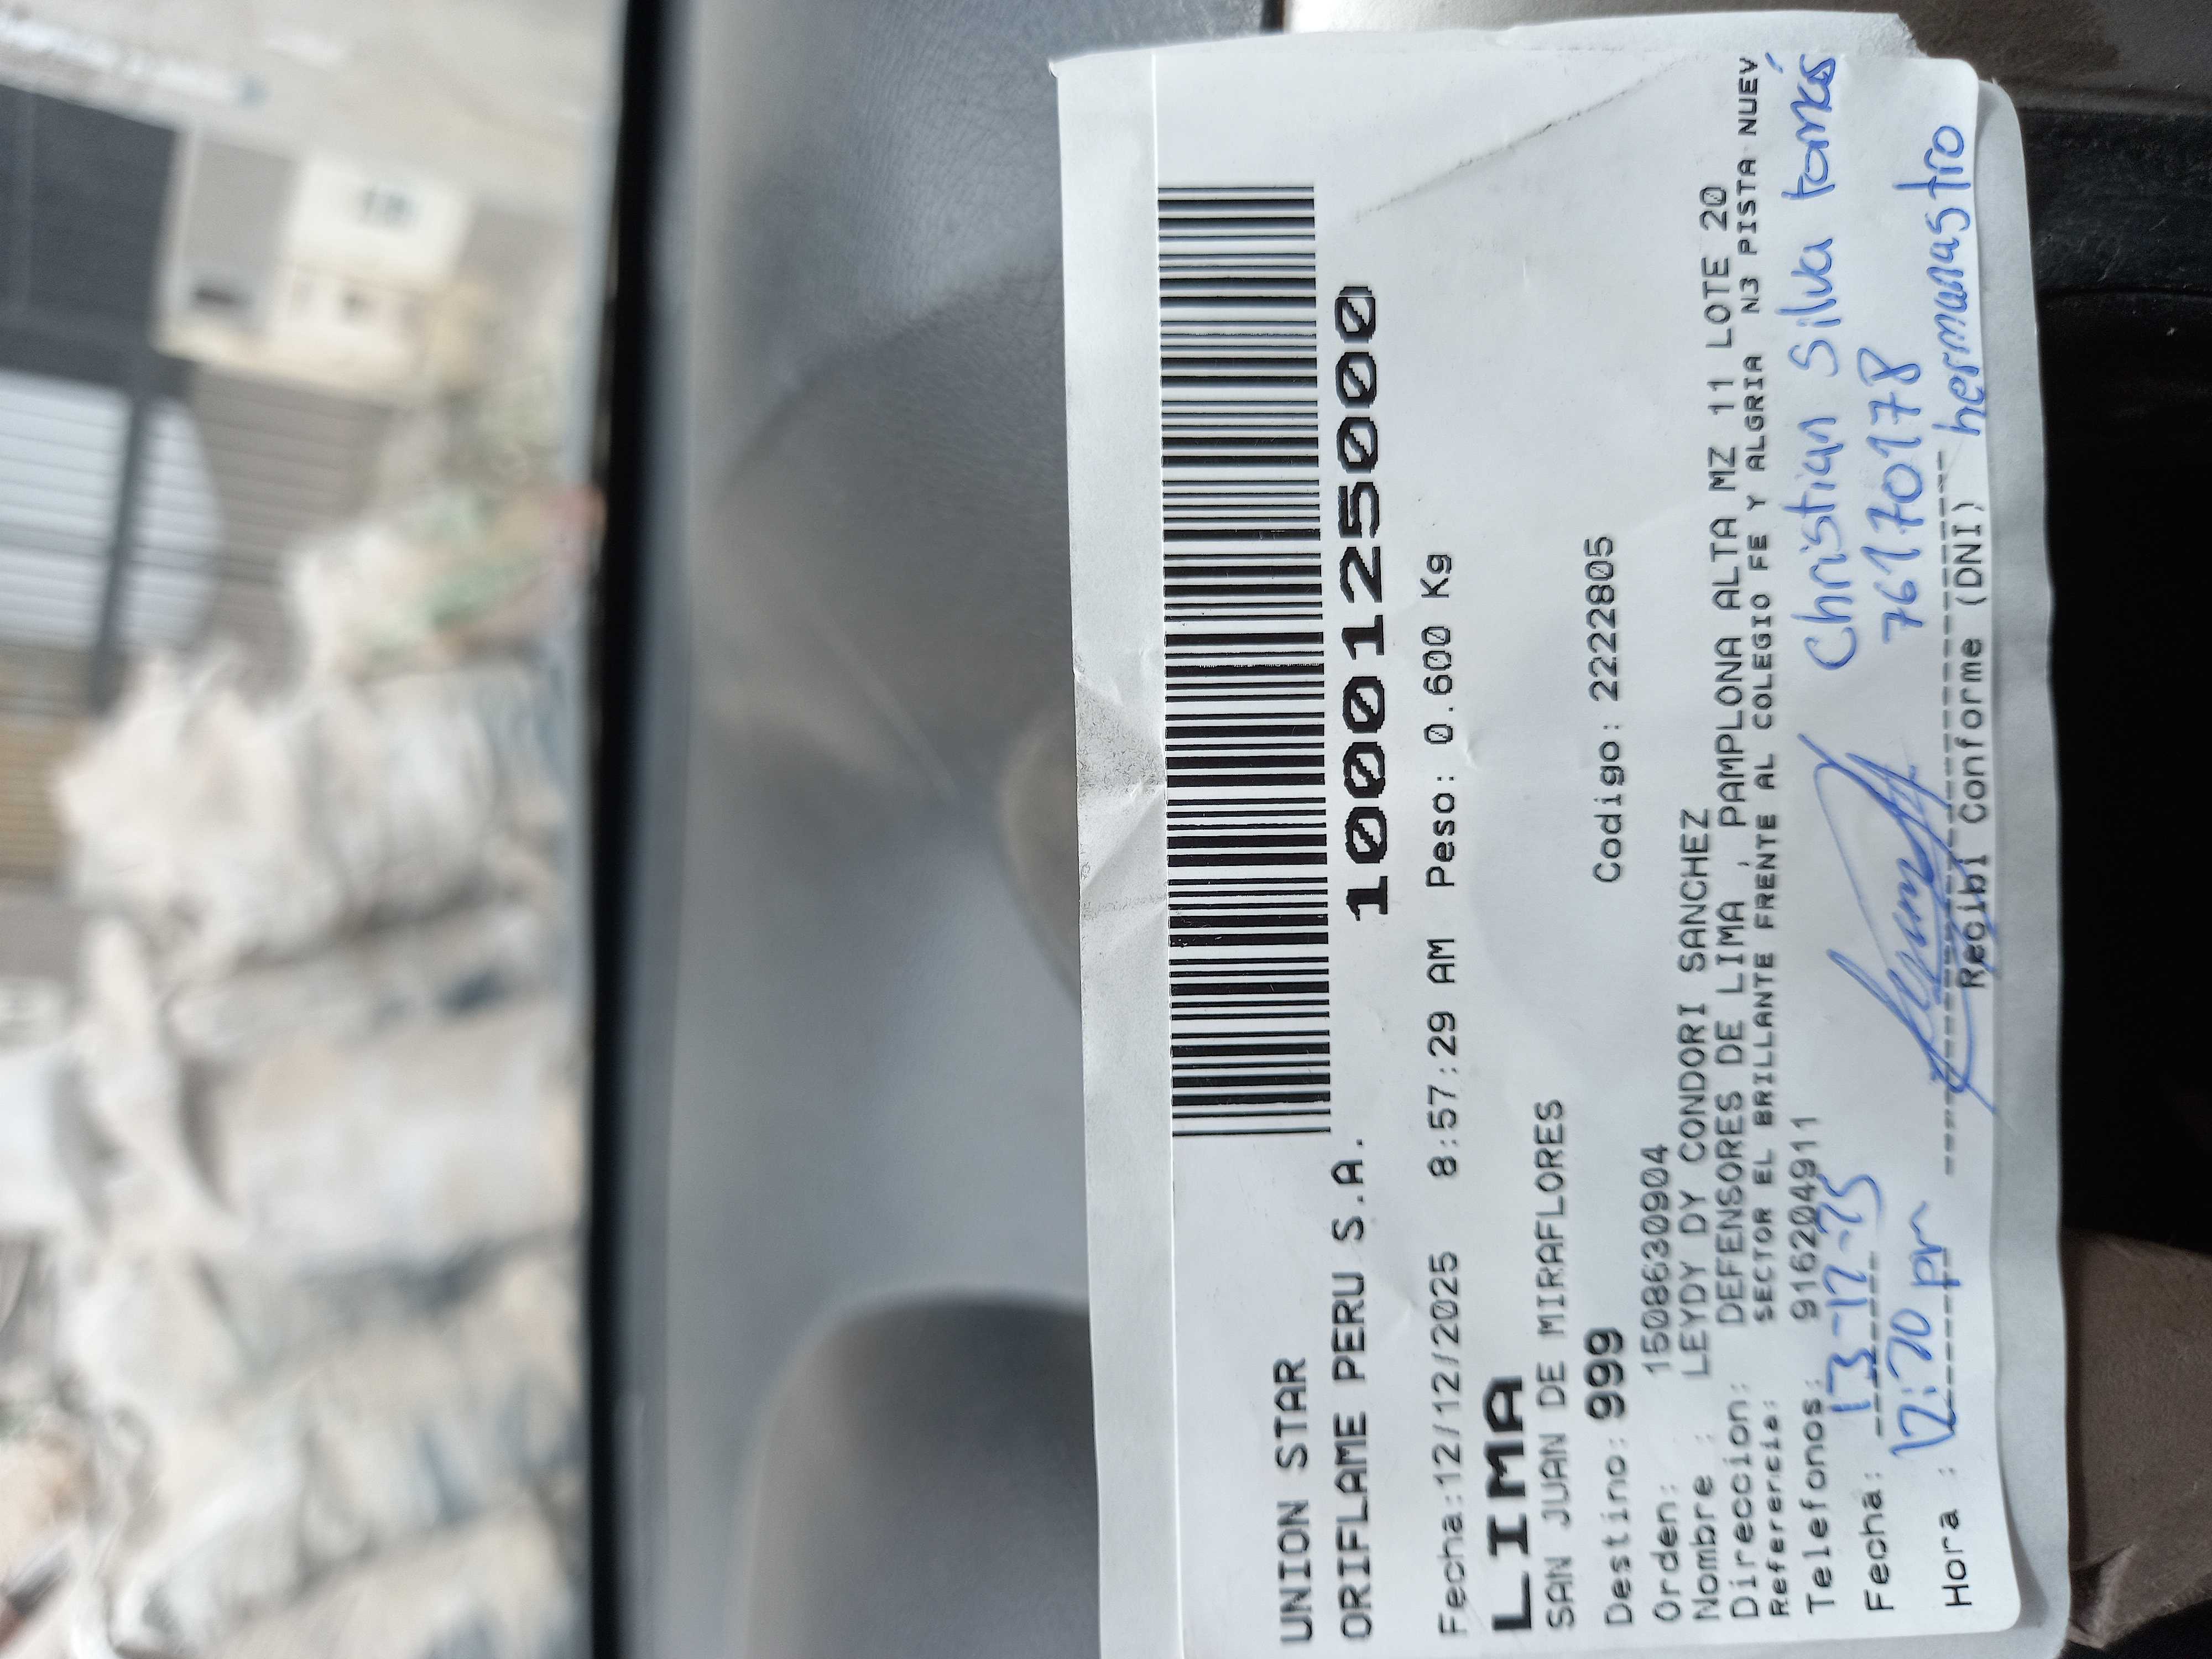 UNION STAR
ORIFLAME PERU S.A.
10001250000
Fecha:12/12/2025 8:57:29 AM Peso: 0.600 Kg
LIMA
SAN JUAN DE MIRAFLORES
Destino: 999 Codigo: 2222805
Orden: 1508630904
Nombre : LEYDY DY CONDORI SANCHEZ
Direccion: DEFENSORES DE LIMA , PAMPLONA ALTA MZ 11 LOTE 20
Referencia: SECTOR EL BRILLANTE FRENTE AL COLEGIO FE Y ALGRIA N3 PISTA NUEV
Telefonos: 916204911
Christian Silva tomás
Fecha: 13-12-25
76170178
Hora : 12:20 pm
hermanastro
Recibi Conforme (DNI)